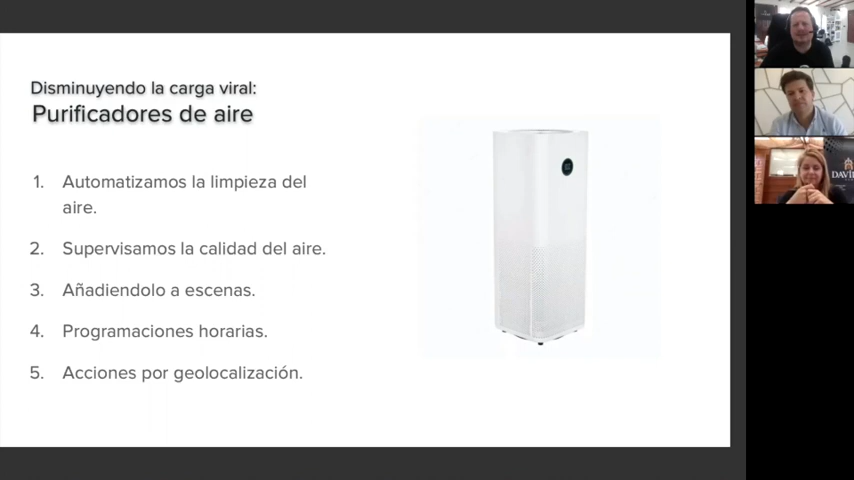 Disminuyendo la carga viral:
Purificadores de aire
1. Automatizamos la limpieza del
aire.
2. Supervisamos la calidad del aire.
3. Añadiendolo a escenas.
4. Programaciones horarias.
5. Acciones por geolocalización.